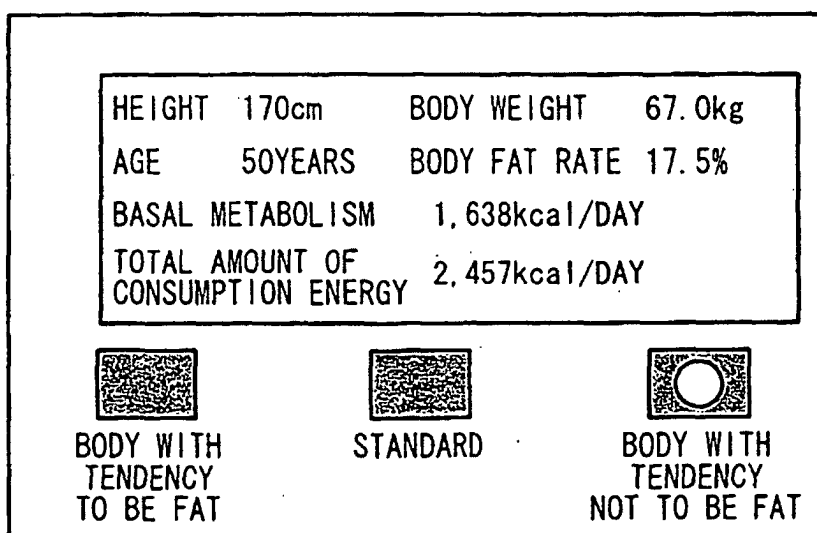 HEIGHT 170cm BODY WEIGHT 67.0kg
AGE 50YEARS BODY FAT RATE 17.5%
BASAL METABOLISM 1,638kcal/DAY
TOTAL AMOUNT OF
CONSUMPTION ENERGY 2,457kcal/DAY
BODY WITH
TENDENCY
TO BE FAT
STANDARD
BODY WITH
TENDENCY
NOT TO BE FAT